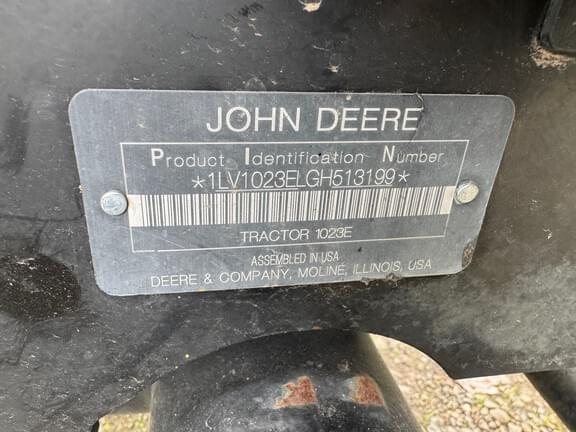 JOHN DEERE
Product Identification Number
*1LV1023ELGH513199*
TRACTOR 1023E
ASSEMBLED IN USA
DEERE & COMPANY, MOLINE, ILLINOIS, USA